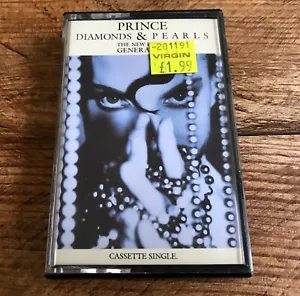 PRINCE
DIAMONDS & PEARLS
THE NEW
GENERA
-201191
VIRGIN
£1.99
CASSETTE SINGLE.